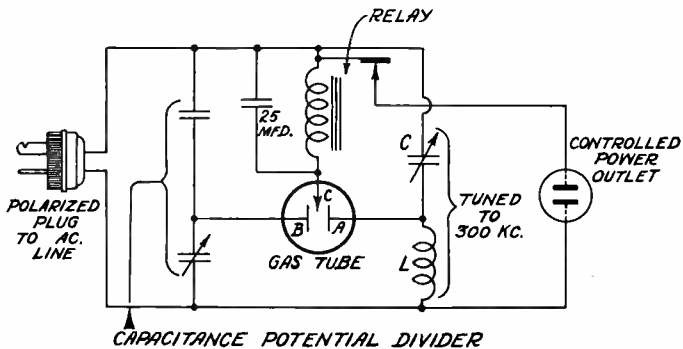 RELAY
25
MFD.
C
CONTROLLED
POWER
OUTLET
TUNED
TO
300 KC.
POLARIZED
PLUG
TO AC.
LINE
C
B
A
GAS TUBE
L
CAPACITANCE POTENTIAL DIVIDER